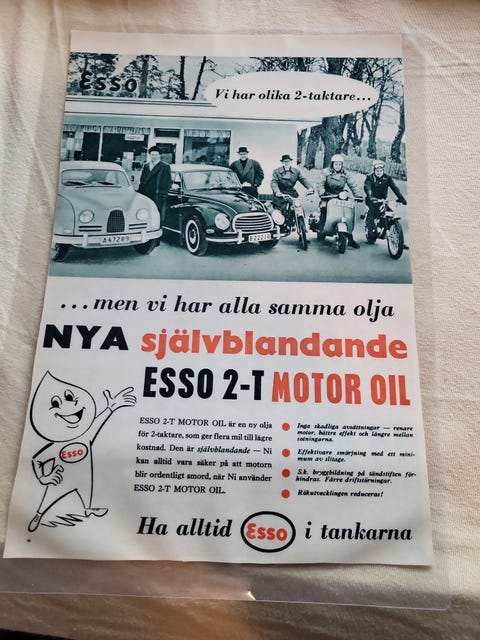 Esso
Vi har olika 2-taktare...
A47289
...men vi har alla samma olja
NYA självblandande
ESSO 2-T MOTOR OIL
ESSO 2-T MOTOR OIL är en ny olja
för 2-taktare, som ger flera mil till lägre
kostnad. Den är självblandande — Ni
kan alltid vara säker på att motorn
blir ordentligt smord, när Ni använder
ESSO 2-T MOTOR OIL.
Inga skadliga avsättningar — renare
motor, bättre effekt och längre mellan
sotningarna.
Effektivare smörjning med ett mini-
mum av slitage.
S.k. bryggbildning på tändstiften för-
hindras. Färre driftstörningar.
Rökutvecklingen reduceras!
Esso
Ha alltid Esso i tankarna